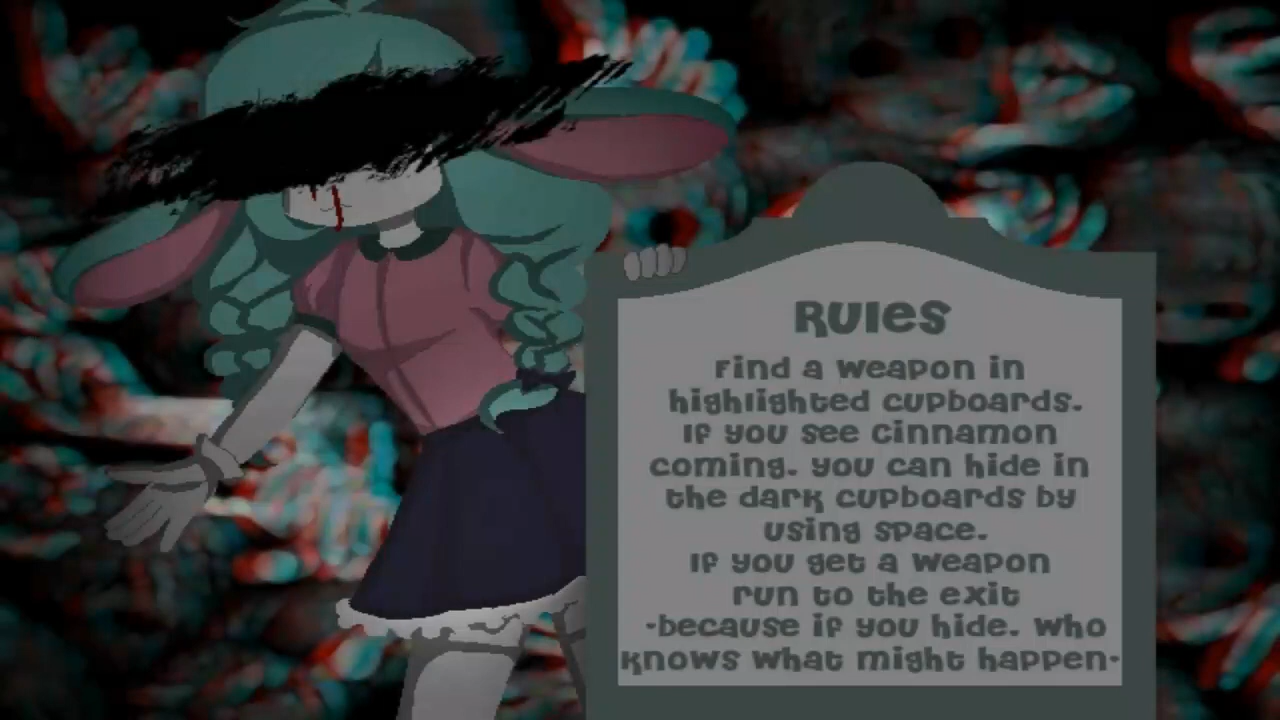 RULES
Find a weapon in
highlighted cupboards.
If you see Cinnamon
coming. you can hide in
the dark cupboards by
using space.
If you get a weapon
run to the exit
-because if you hide. who
knows what might happen-